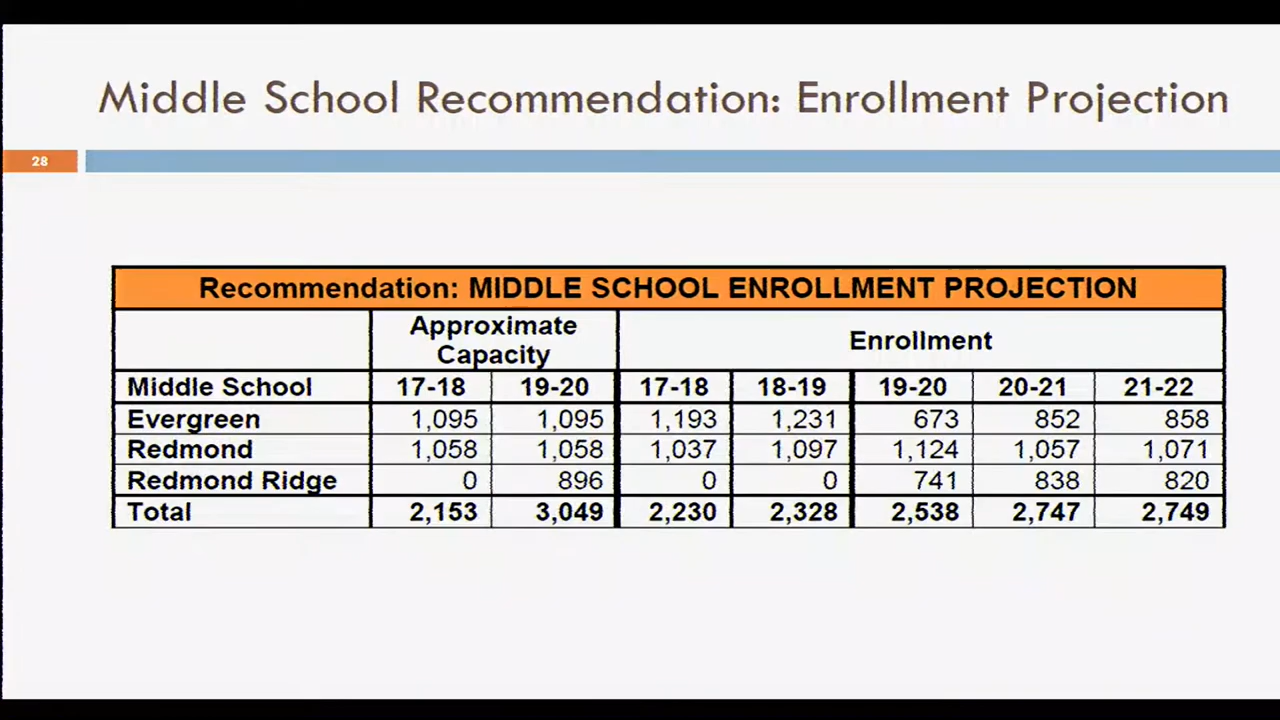 Middle School Recommendation: Enrollment Projection
28
Recommendation: MIDDLE SCHOOL ENROLLMENT PROJECTION
Approximate Capacity Enrollment
Middle School 17-18 19-20 17-18 18-19 19-20 20-21 21-22
Evergreen 1,095 1,095 1,193 1,231 673 852 858
Redmond 1,058 1,058 1,037 1,097 1,124 1,057 1,071
Redmond Ridge 0 896 0 0 741 838 820
Total 2,153 3,049 2,230 2,328 2,538 2,747 2,749